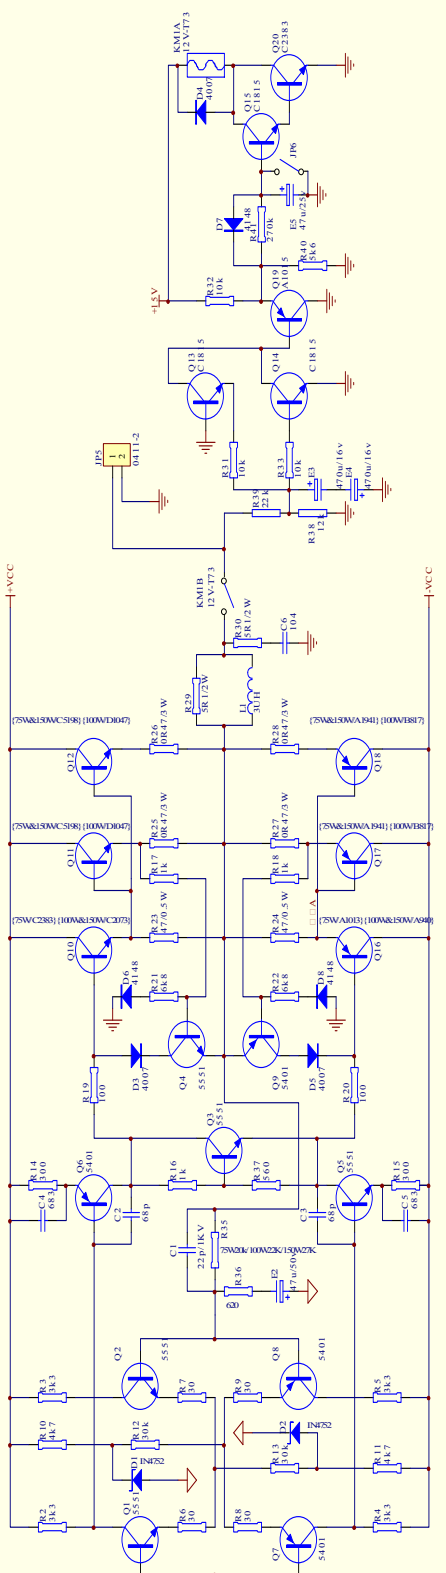 KM1A
12V-T73
D4
4007
Q20
C2383
Q15
C1815
JP6
E5
47u/25v
D7
4148
R41
270k
R40
5k6
+15V
R32
10k
Q19
A1015
Q13
C1815
Q14
C1815
R31
10k
R33
10k
JP5
1
2
0411-2
E3
470u/16v
E4
470u/16v
R39
22k
R38
12k
KM1B
12V-T73
+VCC
-VCC
R30
5R1/2W
C6
104
R29
5R1/2W
L1
3UH
{75W&150W/C5198}{100W/D1047}
Q12
R26
0R47/3W
R28
0R47/3W
{75W&150W/A1941}{100W/B817}
Q18
{75W&150W/C5198}{100W/D1047}
Q11
R25
0R47/3W
R17
1k
R27
0R47/3W
R18
1k
{75W&150W/A1941}{100W/B817}
Q17
{75W/C2383}{100W&150W/C2073}
Q10
R23
47/0.5W
R24
47/0.5W
□□A
{75W/A1013}{100W&150W/A940}
Q16
D6
4148
R21
6k8
R22
6k8
D8
4148
D3
4007
Q4
5551
Q9
5401
D5
4007
R19
100
R20
100
Q3
5551
R14
300
C4
683
Q6
5401
C2
68p
R16
1k
R37
560
C3
68p
Q5
5551
R15
300
C5
683
C1
22p/1KV
R35
75W20k/100W22K/150W27K
R36
620
E2
47u/50v
Q2
5551
Q8
5401
R3
3k3
R7
30
R9
30
R5
3k3
R10
4k7
R12
30k
D1
IN4752
D2
IN4752
R13
30k
R11
4k7
R2
3k3
Q1
5551
R6
30
R8
30
Q7
5401
R4
3k3